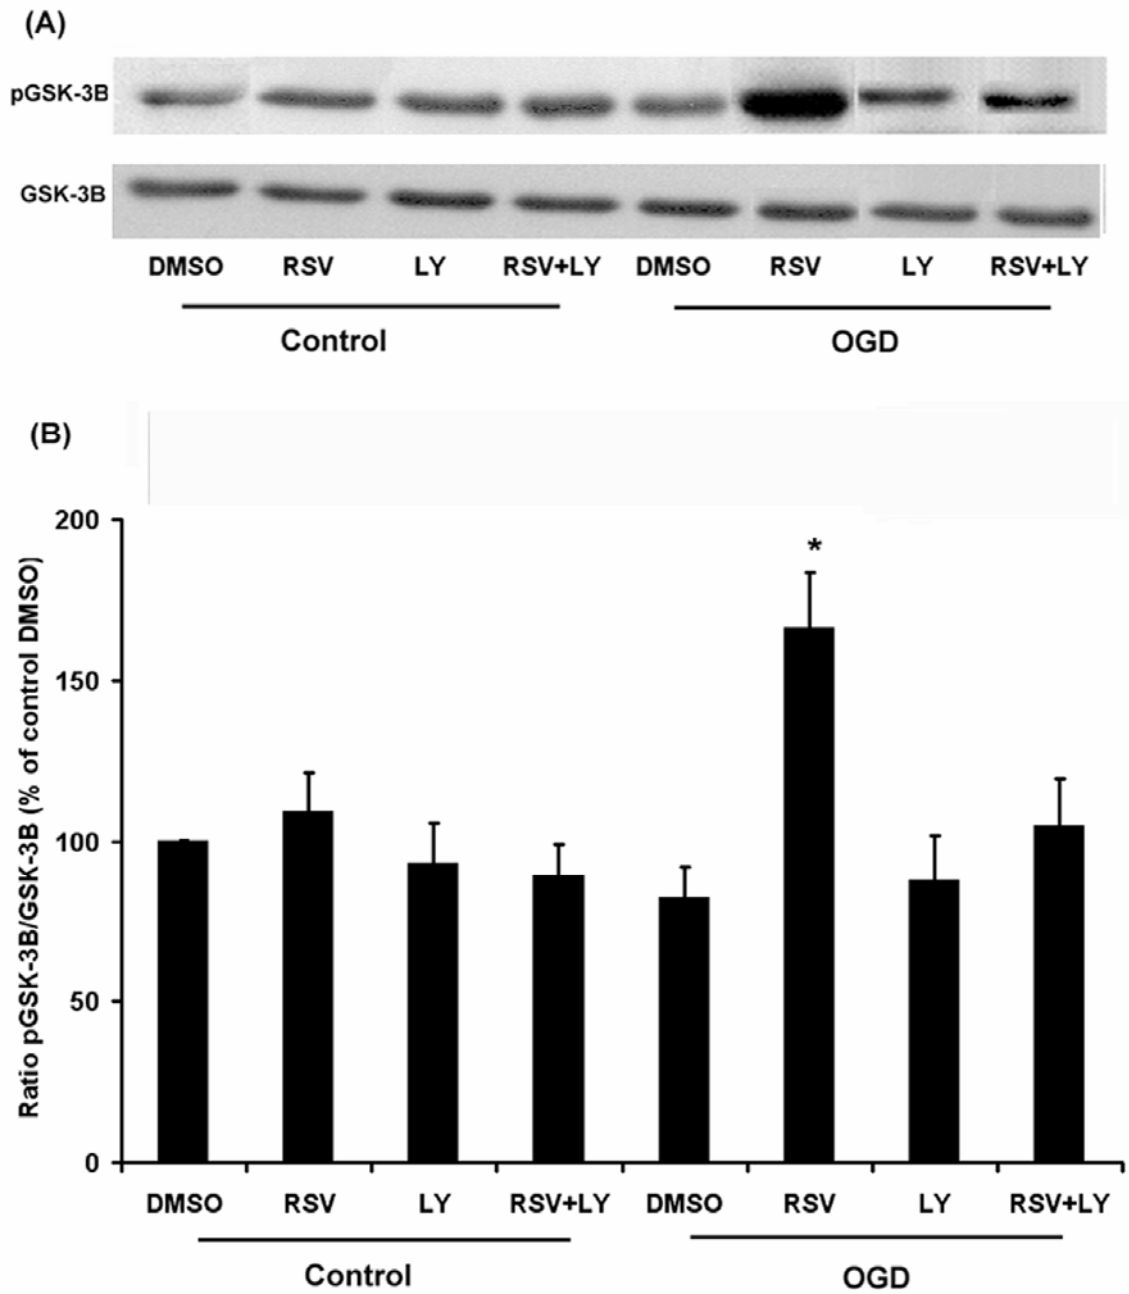 (A)
pGSK-3B
GSK-3B
DMSO RSV LY RSV+LY DMSO RSV LY RSV+LY
Control OGD
(B)
Ratio pGSK-3B/GSK-3B (% of control DMSO)
200
*
150
100
50
0
DMSO RSV LY RSV+LY DMSO RSV LY RSV+LY
Control OGD